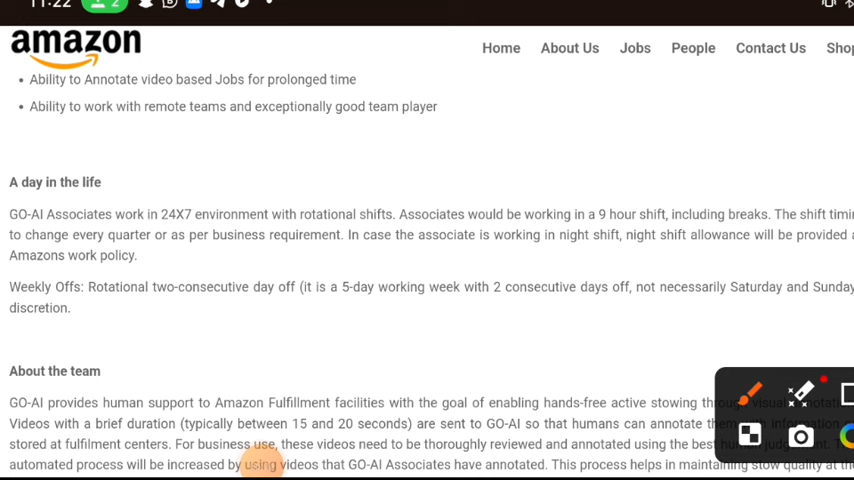 11:22
2
amazon
Home About Us Jobs People Contact Us Shop
• Ability to Annotate video based Jobs for prolonged time
• Ability to work with remote teams and exceptionally good team player
A day in the life
GO-AI Associates work in 24X7 environment with rotational shifts. Associates would be working in a 9 hour shift, including breaks. The shift
to change every quarter or as per business requirement. In case the associate is working in night shift, night shift allowance will be provided
Amazons work policy.
Weekly Offs: Rotational two-consecutive day off (it is a 5-day working week with 2 consecutive days off, not necessarily Saturday and Sunday
discretion.
About the team
GO-AI provides human support to Amazon Fulfillment facilities with the goal of enabling hands-free active stowing
Videos with a brief duration (typically between 15 and 20 seconds) are sent to GO-AI so that humans can annotate
stored at fulfilment centers. For business use, these videos need to be thoroughly reviewed and annotated using the best
automated process will be increased by using videos that GO-AI Associates have annotated. This process helps in maintaining stow quality at